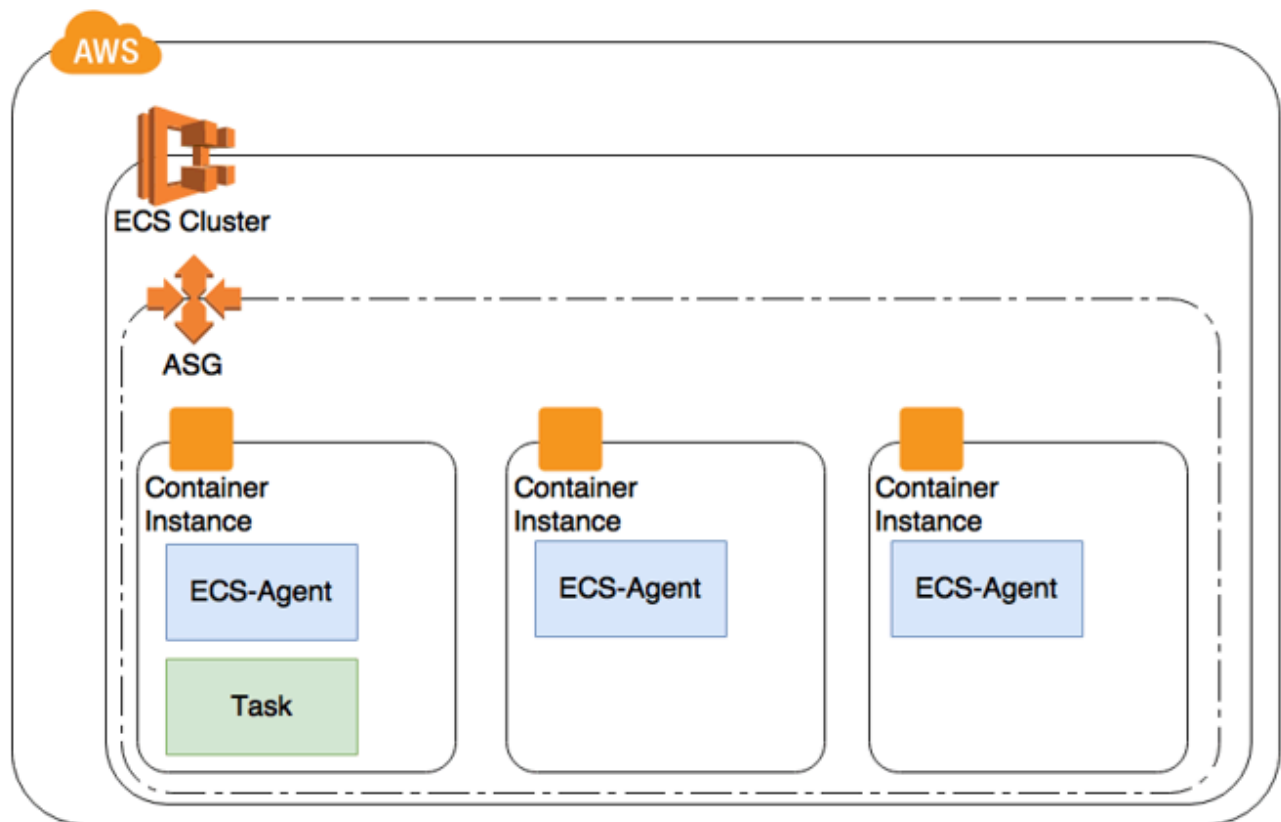 AWS
ECS Cluster
ASG
Container
Instance
ECS-Agent
Task
Container
Instance
ECS-Agent
Container
Instance
ECS-Agent